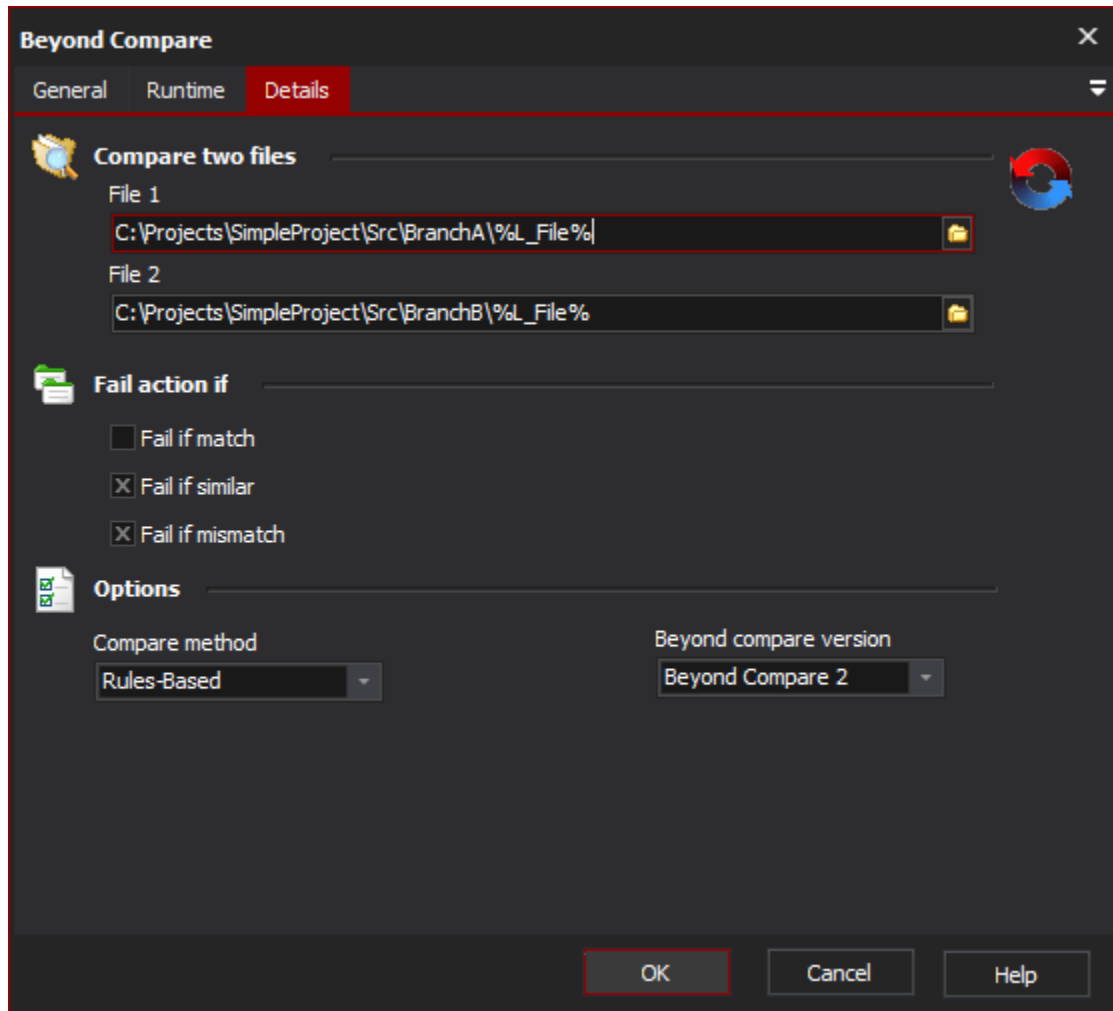 Beyond Compare
General Runtime Details
Compare two files
File 1
C:\Projects\SimpleProject\Src\BranchA\%L_File%
File 2
C:\Projects\SimpleProject\Src\BranchB\%L_File%
Fail action if
Fail if match
Fail if similar
Fail if mismatch
Options
Compare method
Beyond compare version
Rules-Based
Beyond Compare 2
OK Cancel Help